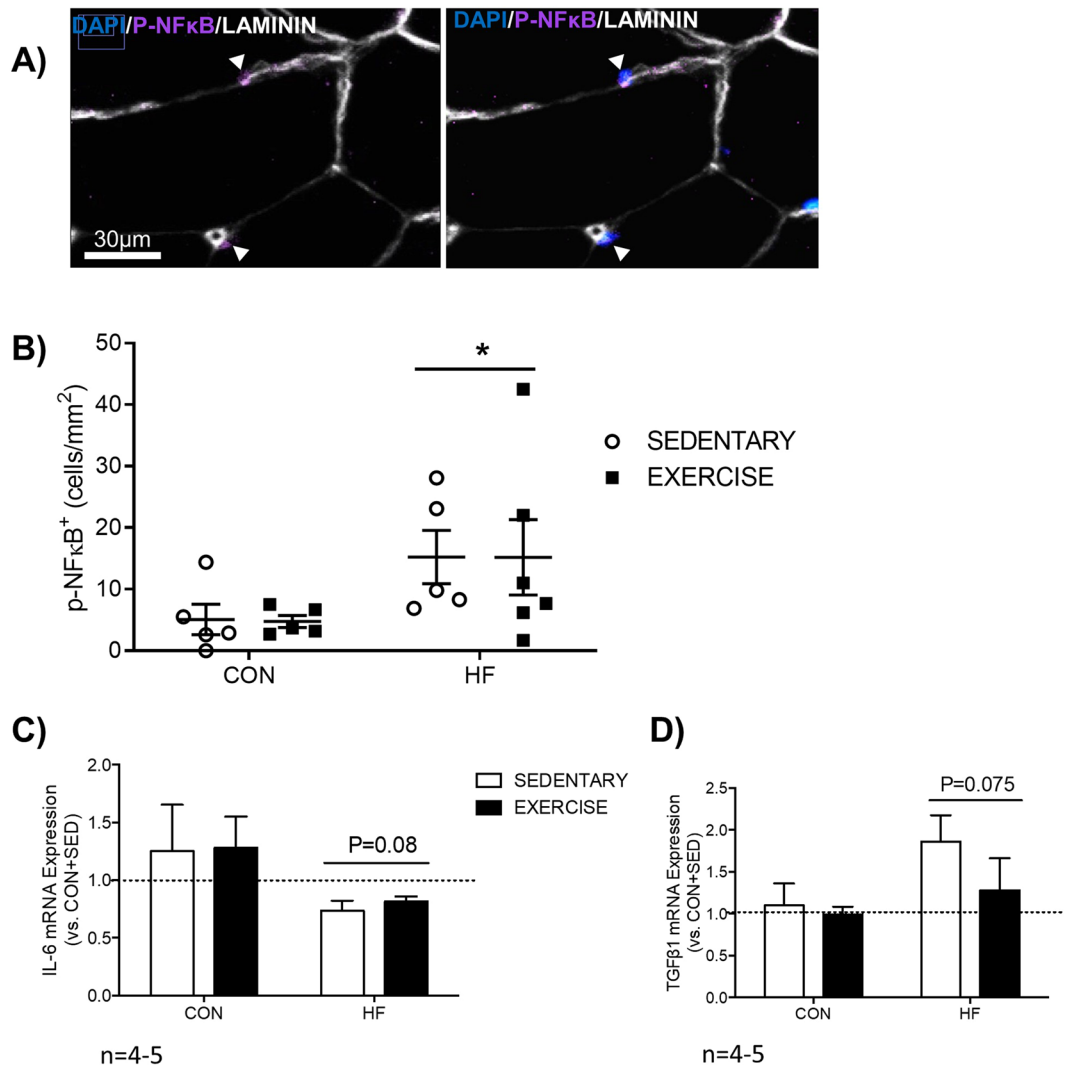 A)
DAPI/P-NFκB/LAMININ
DAPI/P-NFκB/LAMININ
30μm
B)
p-NFκB+ (cells/mm2)
50
40
30
20
10
0
*
CON
HF
SEDENTARY
EXERCISE
C)
IL-6 mRNA Expression
(vs. CON+SED)
2.0
1.5
1.0
0.5
0.0
P=0.08
CON
HF
SEDENTARY
EXERCISE
n=4-5
D)
TGFβ1 mRNA Expression
(vs. CON+SED)
2.5
2.0
1.5
1.0
0.5
0.0
P=0.075
CON
HF
n=4-5